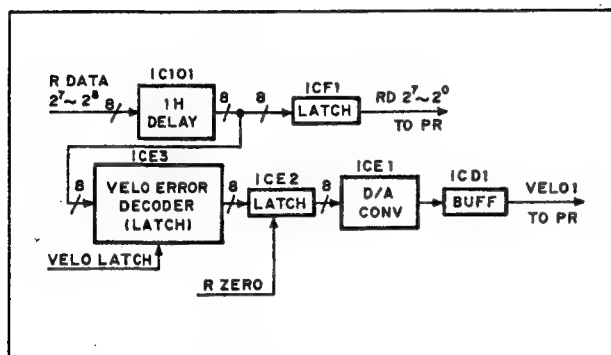 IC101
ICF1
R DATA
2⁷~2⁸
8
1H
DELAY
8
8
LATCH
RD 2⁷~2⁰
TO PR
ICE3
ICE2
ICE1
ICD1
8
VELO ERROR
DECODER
(LATCH)
8
LATCH
8
D/A
CONV
BUFF
VELO1
TO PR
VELO LATCH
R ZERO